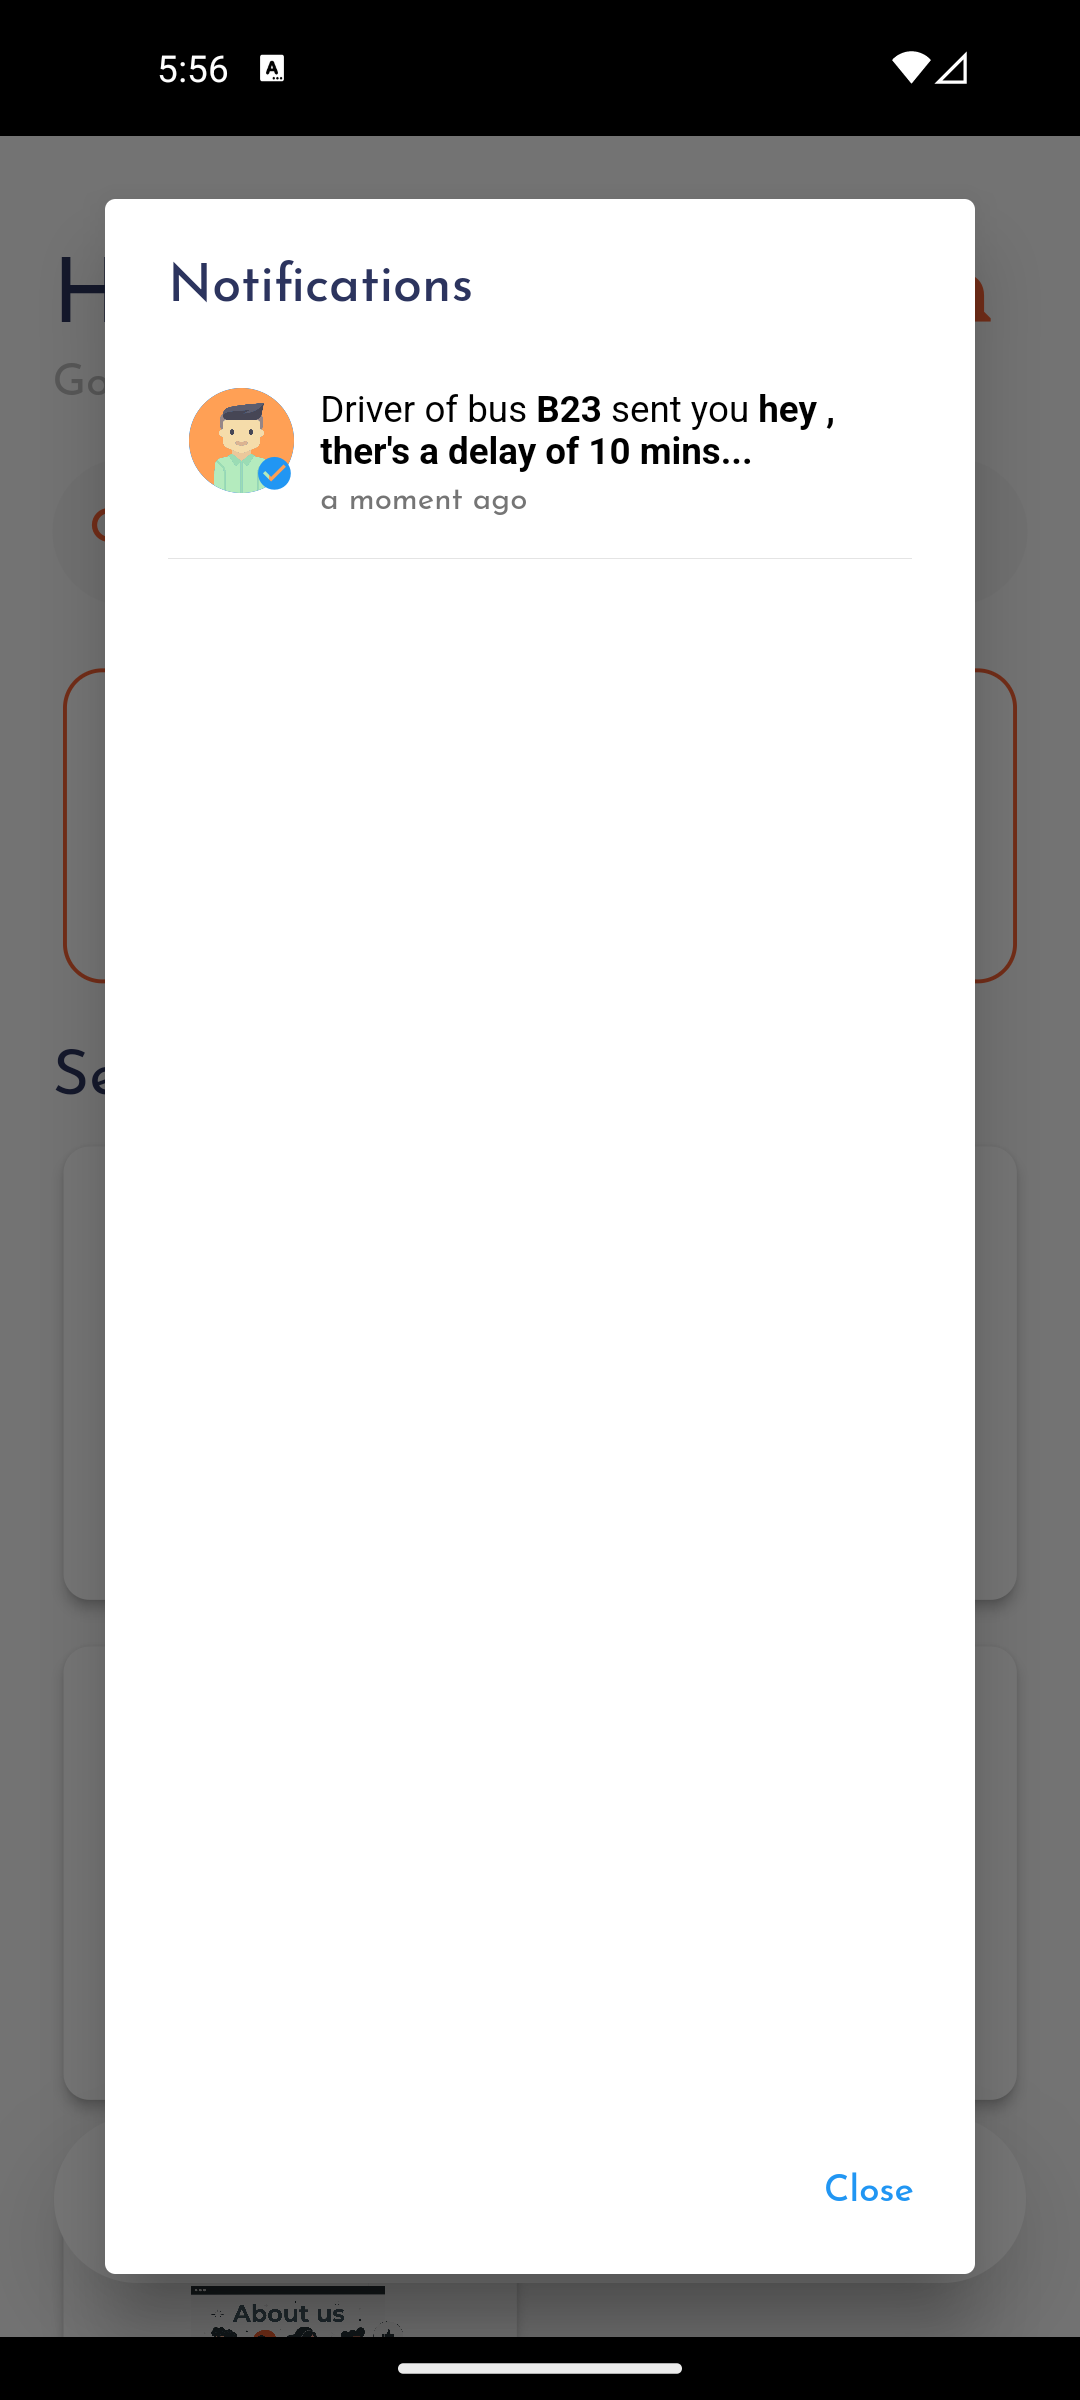 5:56
Notifications
Driver of bus B23 sent you hey ,
ther's a delay of 10 mins...
a moment ago
Close
About us